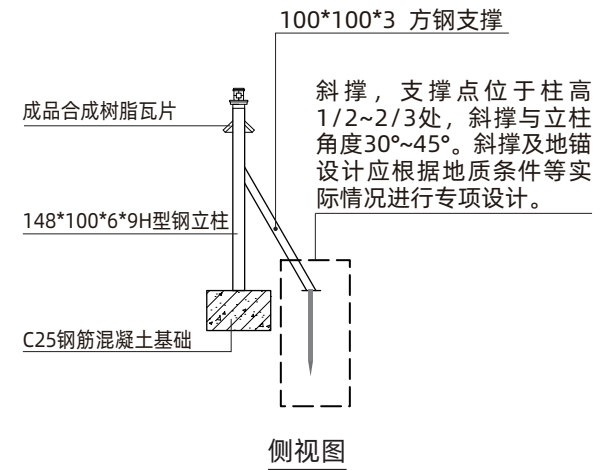 100*100*3 方钢支撑
斜撑，支撑点位于柱高
1/2~2/3处，斜撑与立柱
角度30°~45°。斜撑及地锚
设计应根据地质条件等实
际情况进行专项设计。
成品合成树脂瓦片
148*100*6*9H型钢立柱
C25钢筋混凝土基础
侧视图